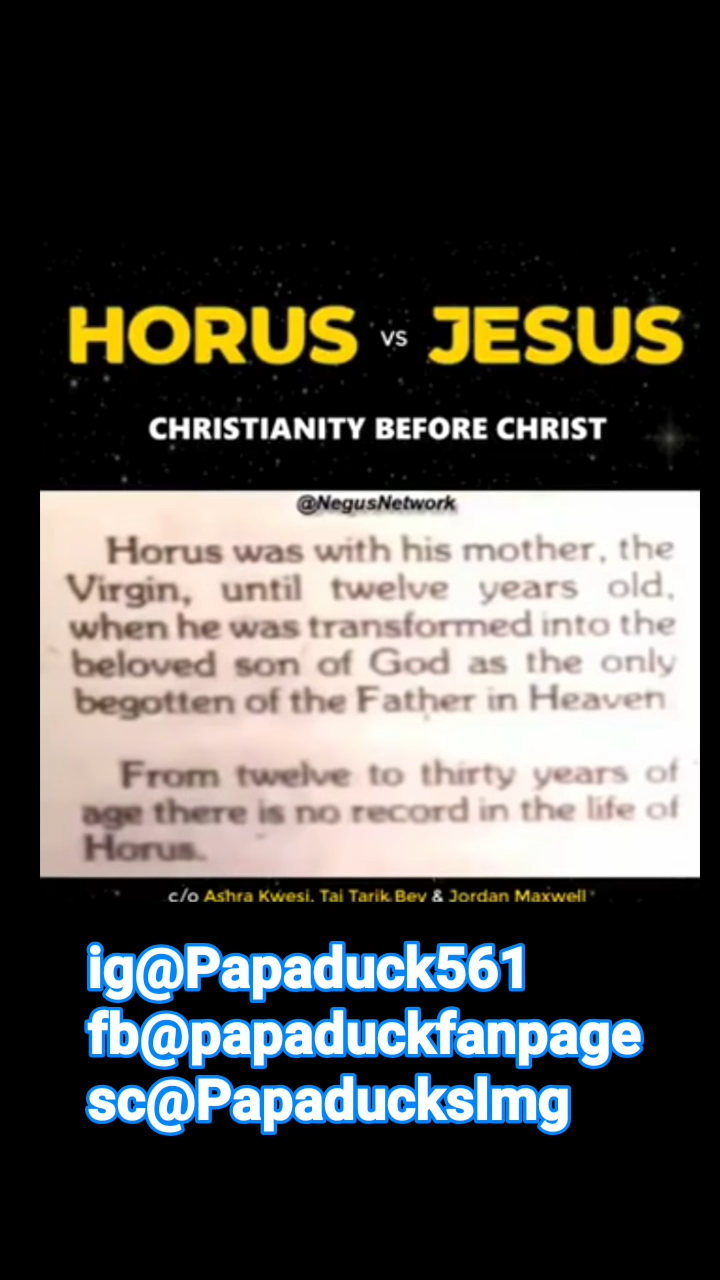 HORUS vs JESUS
CHRISTIANITY BEFORE CHRIST
@NegusNetwork
Horus was with his mother, the
Virgin, until twelve years old,
when he was transformed into the
beloved son of God as the only
begotten of the Father in Heaven
From twelve to thirty years of
age there is no record in the life of
Horus.
c/o Ashra Kwesi, Tai Tarik Bey & Jordan Maxwell
ig@Papaduck561
fb@papaduckfanpage
sc@Papaduckslmg